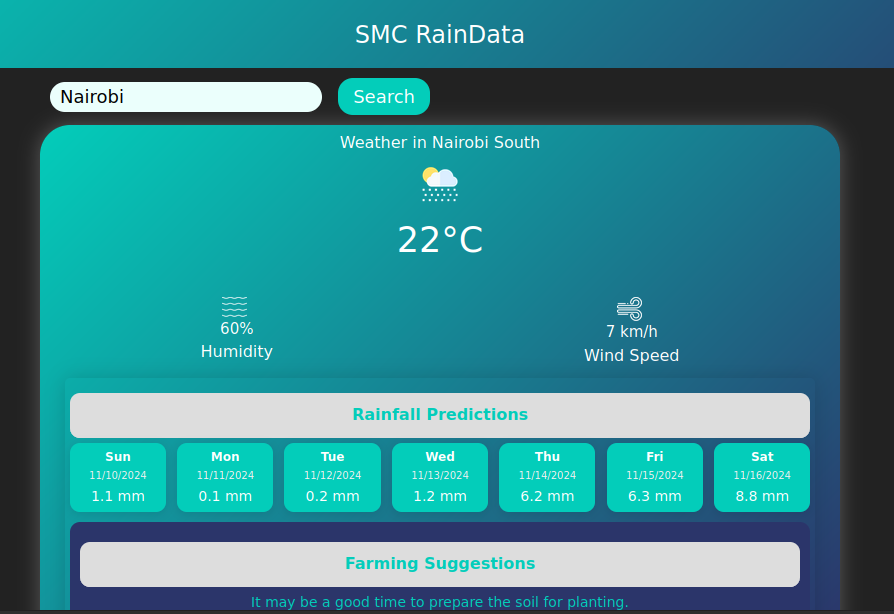 SMC RainData
Nairobi
Search
Weather in Nairobi South
22°C
60%
Humidity
7 km/h
Wind Speed
Rainfall Predictions
Sun
11/10/2024
1.1 mm
Mon
11/11/2024
0.1 mm
Tue
11/12/2024
0.2 mm
Wed
11/13/2024
1.2 mm
Thu
11/14/2024
6.2 mm
Fri
11/15/2024
6.3 mm
Sat
11/16/2024
8.8 mm
Farming Suggestions
It may be a good time to prepare the soil for planting.